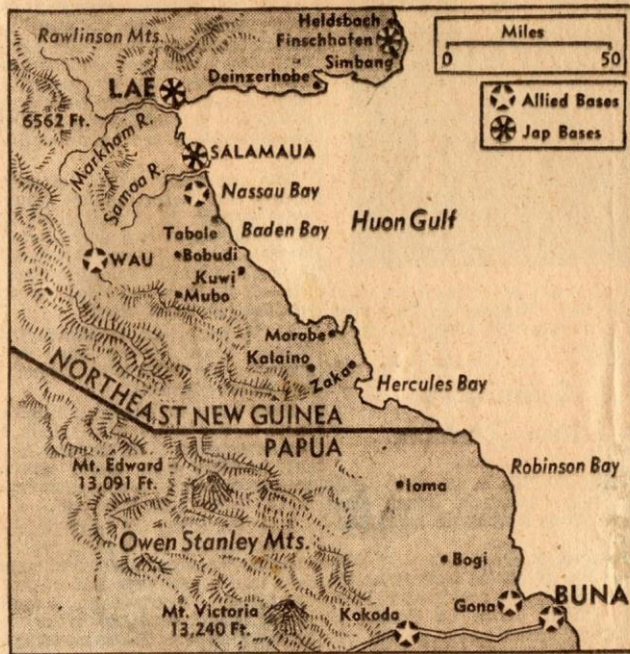 Rawlinson Mts.
Heldsbach
Finschhafen
Simbang
Deinzerhobe
LAE
6562 Ft.
Markham R.
Samoa R.
SALAMAUA
Nassau Bay
Tabole
Baden Bay
Huon Gulf
WAU
Bobudi
Kuwi
Mubo
Morobe
Kalaino
Zaka
Hercules Bay
NORTHEAST NEW GUINEA
PAPUA
Mt. Edward
13,091 Ft.
Robinson Bay
Ioma
Owen Stanley Mts.
Bogi
Mt. Victoria
13,240 Ft.
Kokoda
Gona
BUNA
Miles
0 50
Allied Bases
Jap Bases